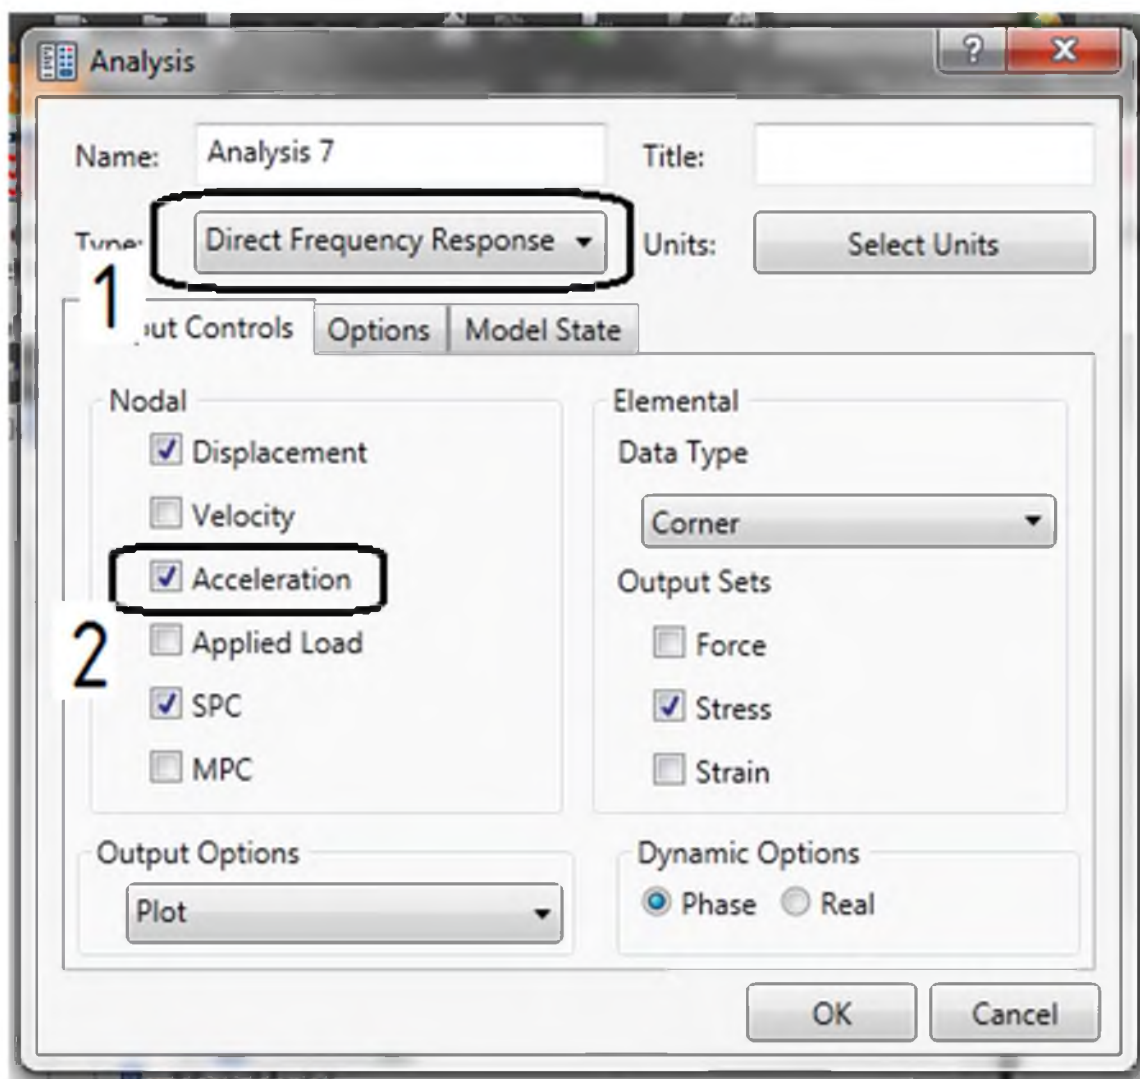 Analysis
?
X
Name: Analysis 7 Title:
Type: Direct Frequency Response Units: Select Units
1
ut Controls Options Model State
Nodal
Displacement
Velocity
Acceleration
2
Applied Load
SPC
MPC
Elemental
Data Type
Corner
Output Sets
Force
Stress
Strain
Output Options
Plot
Dynamic Options
Phase Real
OK Cancel